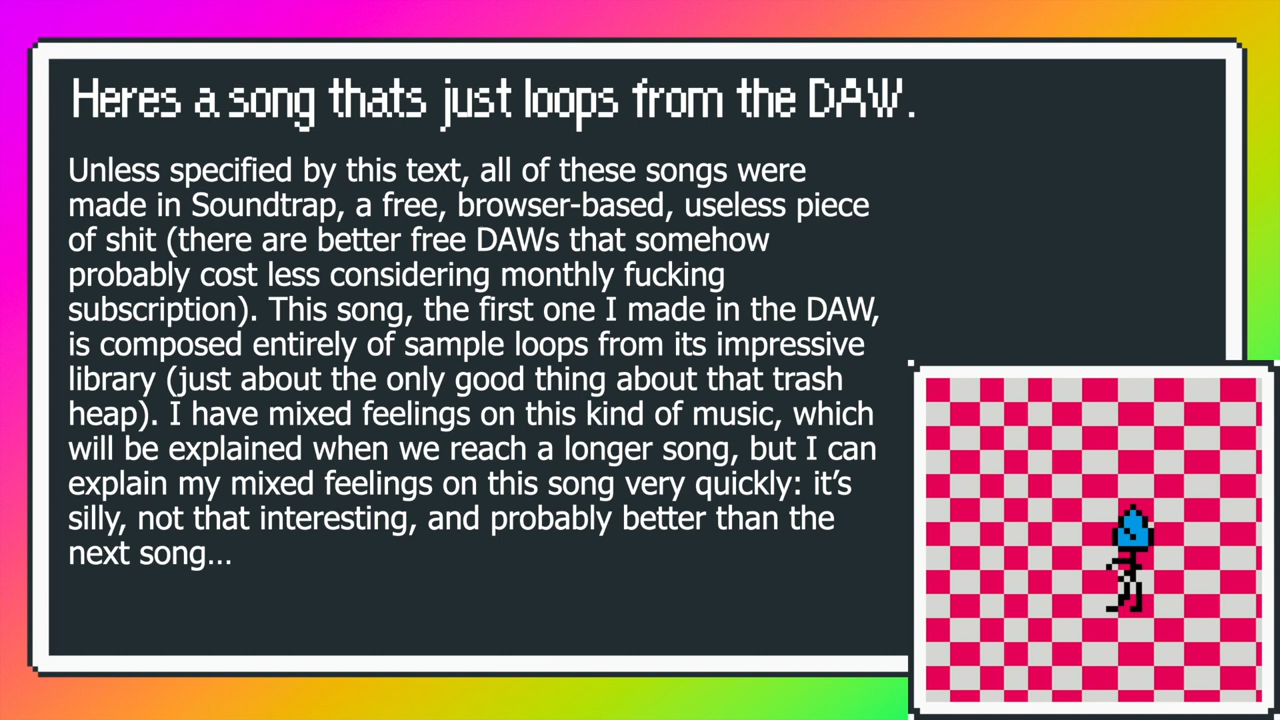 Heres a song thats just loops from the DAW.
Unless specified by this text, all of these songs were
made in Soundtrap, a free, browser-based, useless piece
of shit (there are better free DAWs that somehow
probably cost less considering monthly fucking
subscription). This song, the first one I made in the DAW,
is composed entirely of sample loops from its impressive
library (just about the only good thing about that trash
heap). I have mixed feelings on this kind of music, which
will be explained when we reach a longer song, but I can
explain my mixed feelings on this song very quickly: it’s
silly, not that interesting, and probably better than the
next song...